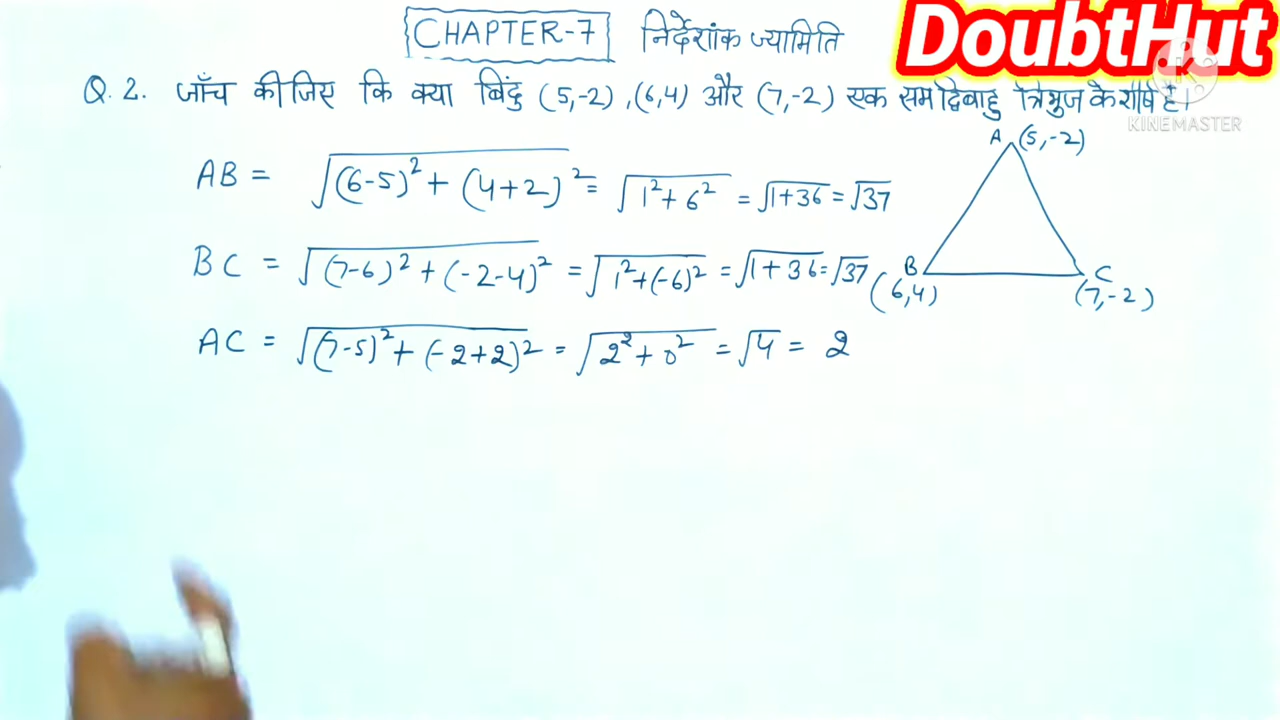 CHAPTER-7 निर्देशांक ज्यामिति
DoubtHut
KINEMASTER
Q. 2. जाँच कीजिए कि क्या बिंदु (5,-2), (6,4) और (7,-2) एक समद्विबाहु त्रिभुज के शीर्ष है।
A (5,-2)
AB = √(6-5)² + (4+2)² = √1² + 6² = √1+36 = √37
BC = √(7-6)² + (-2-4)² = √1²+(-6)² = √1+36 = √37
B (6,4)
C (7,-2)
AC = √(7-5)² + (-2+2)² = √2² + 0² = √4 = 2